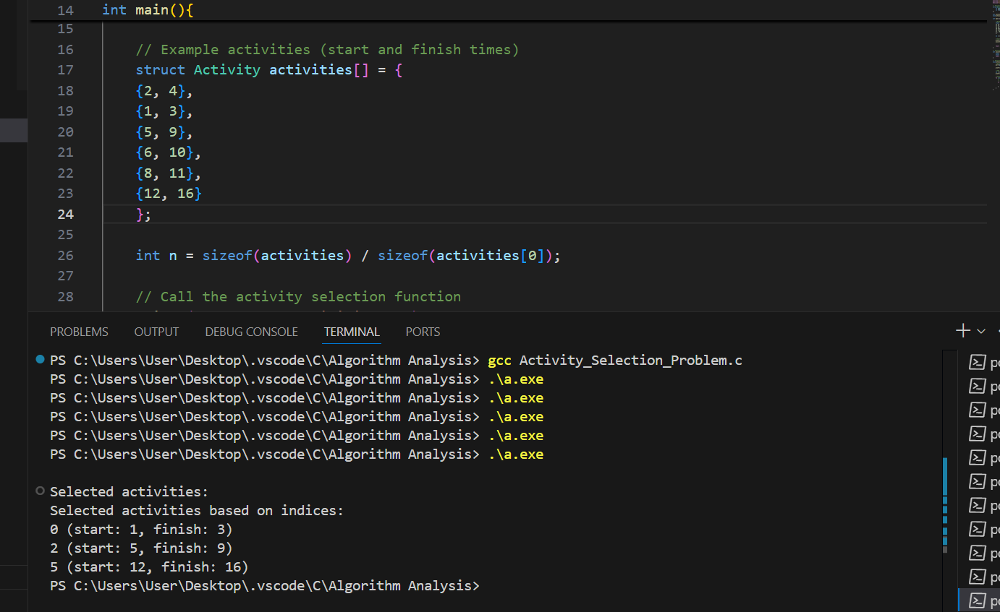 14 int main(){
15
16 // Example activities (start and finish times)
17 struct Activity activities[] = {
18 {2, 4},
19 {1, 3},
20 {5, 9},
21 {6, 10},
22 {8, 11},
23 {12, 16}
24 };
25
26 int n = sizeof(activities) / sizeof(activities[0]);
27
28 // Call the activity selection function
PROBLEMS OUTPUT DEBUG CONSOLE TERMINAL PORTS
PS C:\Users\User\Desktop\.vscode\C\Algorithm Analysis> gcc Activity_Selection_Problem.c
PS C:\Users\User\Desktop\.vscode\C\Algorithm Analysis> .\a.exe
PS C:\Users\User\Desktop\.vscode\C\Algorithm Analysis> .\a.exe
PS C:\Users\User\Desktop\.vscode\C\Algorithm Analysis> .\a.exe
PS C:\Users\User\Desktop\.vscode\C\Algorithm Analysis> .\a.exe
PS C:\Users\User\Desktop\.vscode\C\Algorithm Analysis> .\a.exe
Selected activities:
Selected activities based on indices:
0 (start: 1, finish: 3)
2 (start: 5, finish: 9)
5 (start: 12, finish: 16)
PS C:\Users\User\Desktop\.vscode\C\Algorithm Analysis>